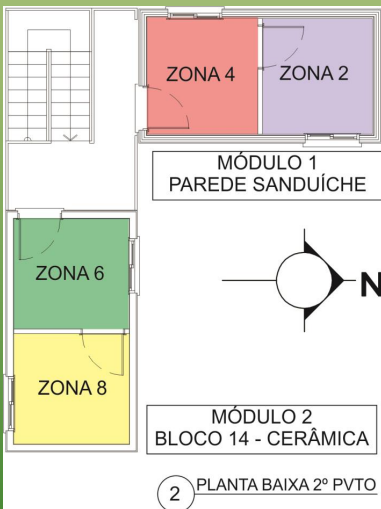 ZONA 4
ZONA 2
MÓDULO 1
PAREDE SANDUÍCHE
ZONA 6
N
ZONA 8
MÓDULO 2
BLOCO 14 - CERÂMICA
2
PLANTA BAIXA 2º PVTO